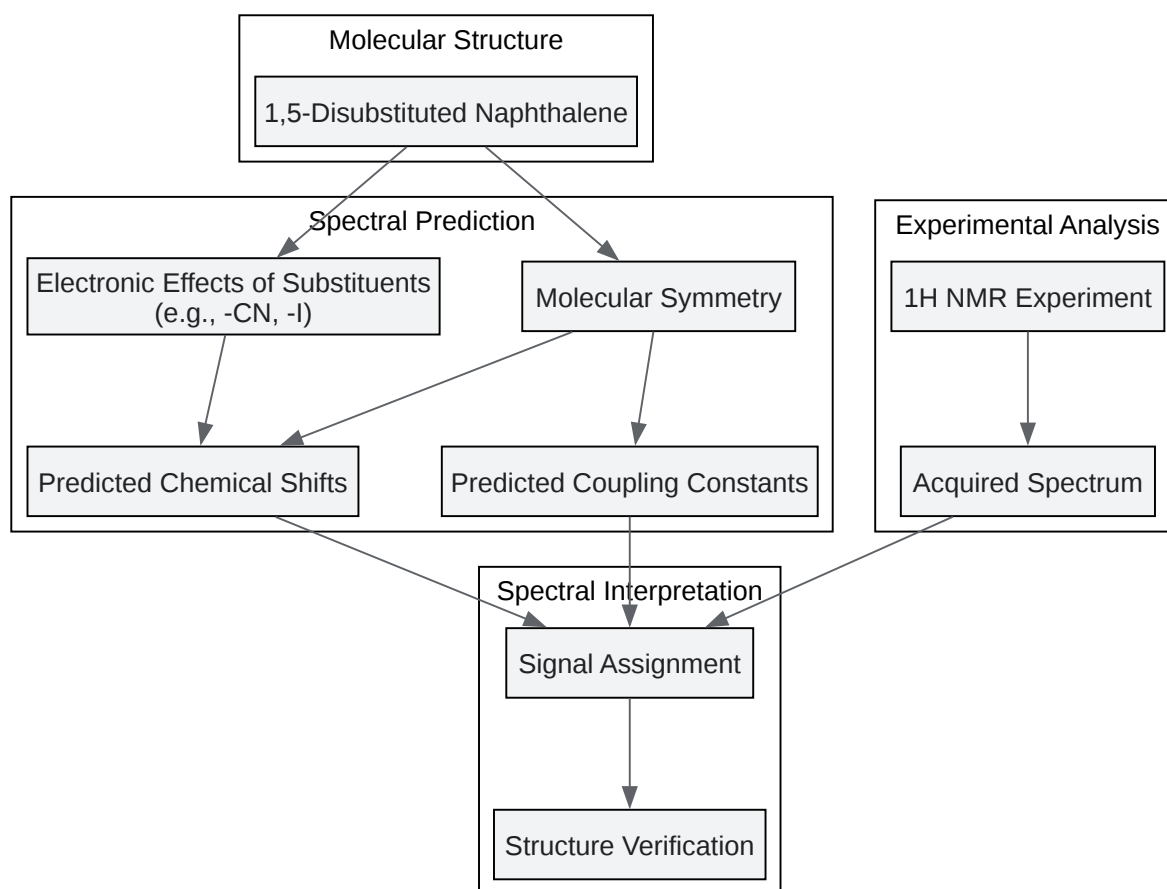 Molecular Structure
1,5-Disubstituted Naphthalene
Spectral Prediction
Electronic Effects of Substituents
(e.g., -CN, -I)
Molecular Symmetry
Predicted Chemical Shifts
Predicted Coupling Constants
Experimental Analysis
1H NMR Experiment
Acquired Spectrum
Spectral Interpretation
Signal Assignment
Structure Verification